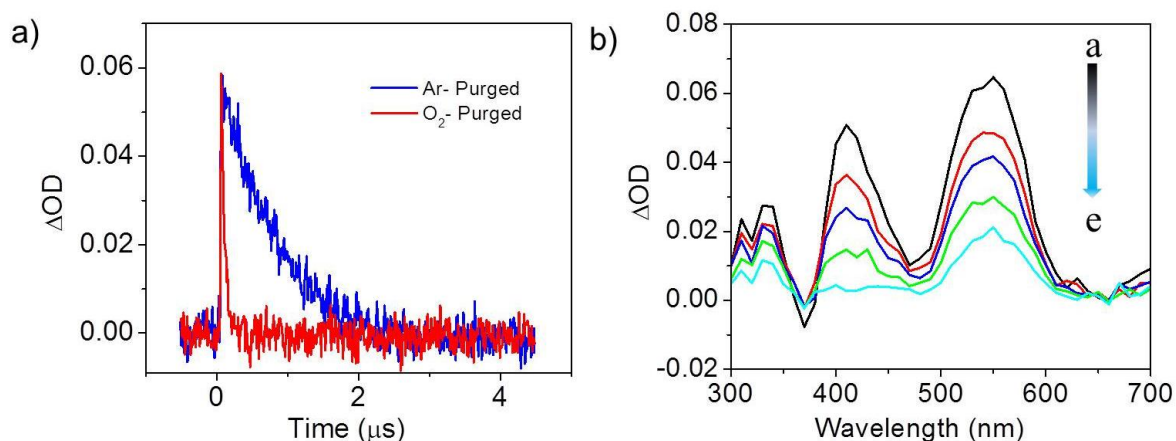 a)
0.06
0.04
0.02
0.00
ΔOD
Ar- Purged
O₂- Purged
0
2
4
Time (μs)
b)
0.08
0.06
0.04
0.02
0.00
-0.02
ΔOD
a
e
300
400
500
600
700
Wavelength (nm)